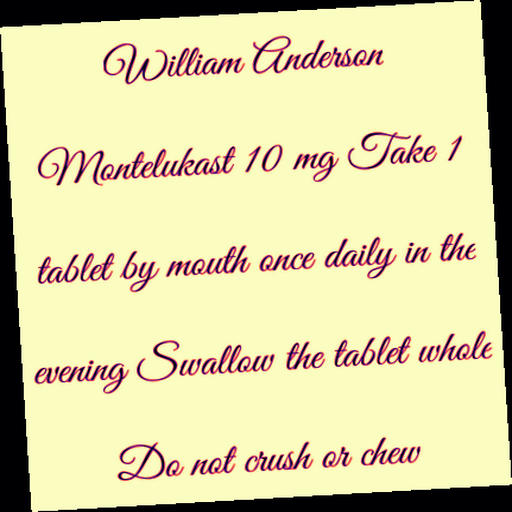 William Anderson
Montelukast 10 mg Take 1
tablet by mouth once daily in the
evening Swallow the tablet whole
Do not crush or chew